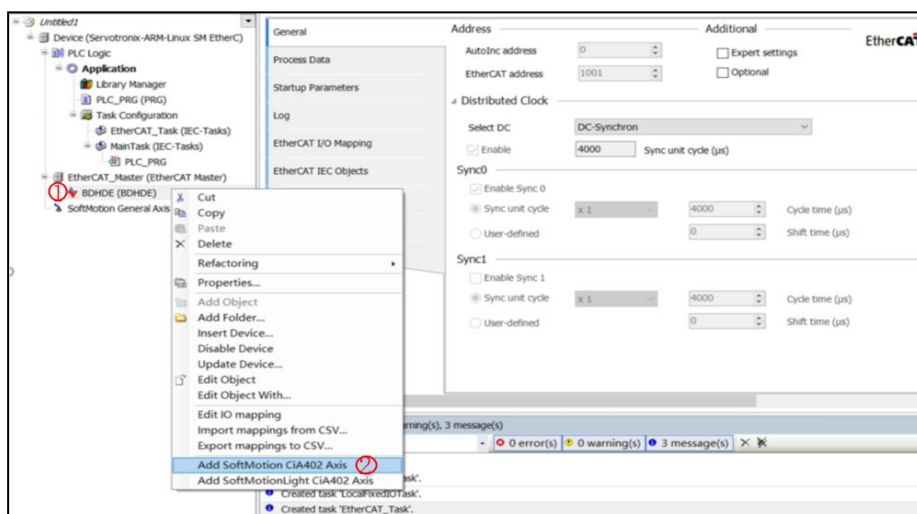 Untitled1
Device (Servotronix-ARM-Linux SM EtherC)
PLC Logic
Application
Library Manager
PLC_PRG (PRG)
Task Configuration
EtherCAT_Task (IEC-Tasks)
MainTask (IEC-Tasks)
PLC_PRG
EtherCAT_Master (EtherCAT Master)
① BDHDE (BDHDE)
SoftMotion General Axis
Cut
Copy
Paste
Delete
Refactoring
Properties...
Add Object
Add Folder...
Insert Device...
Disable Device
Update Device...
Edit Object
Edit Object With...
Edit IO mapping
Import mappings from CSV...
Export mappings to CSV...
Add SoftMotion CiA402 Axis ②
Add SoftMotionLight CiA402 Axis
General
Process Data
Startup Parameters
Log
EtherCAT I/O Mapping
EtherCAT IEC Objects
Address
AutoInc address 0
EtherCAT address 1001
Additional
Expert settings
Optional
EtherCA
Distributed Clock
Select DC DC-Synchron
Enable 4000 Sync unit cycle (µs)
Sync0
Enable Sync 0
Sync unit cycle x 1 4000 Cycle time (µs)
User-defined 0 Shift time (µs)
Sync1
Enable Sync 1
Sync unit cycle x 1 4000 Cycle time (µs)
User-defined 0 Shift time (µs)
rning(s), 3 message(s)
0 error(s) 0 warning(s) 3 message(s)
sk'.
Created task 'LocalFixedIOTask'.
Created task 'EtherCAT_Task'.